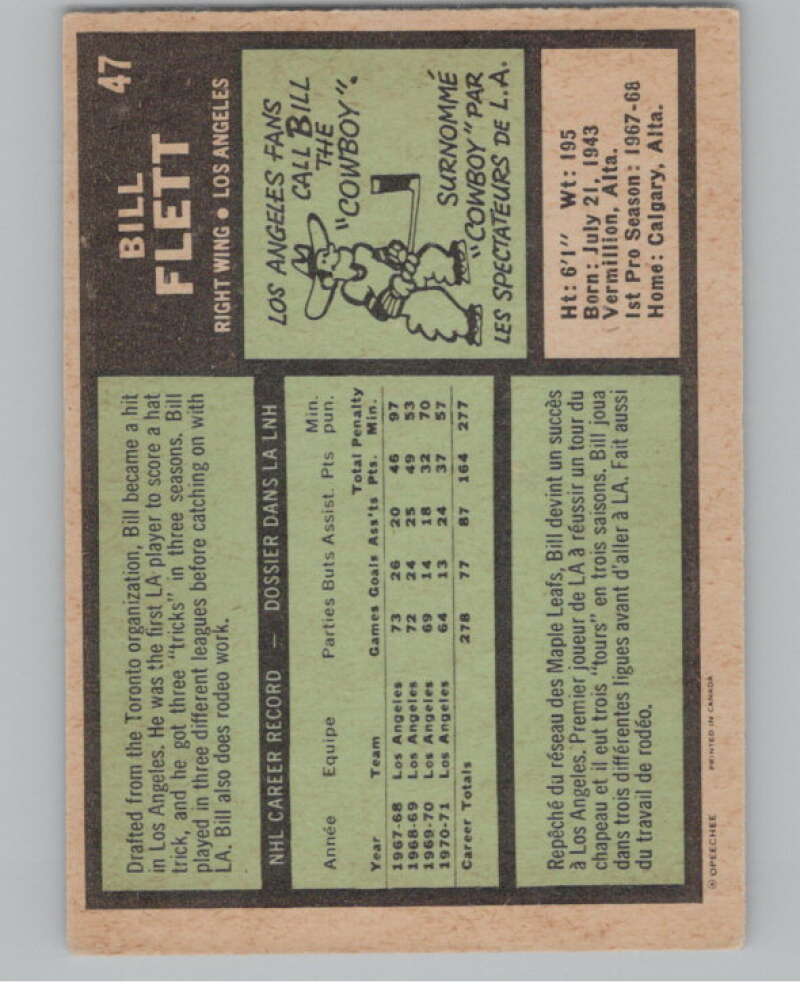 47
BILL
FLETT
RIGHT WING ● LOS ANGELES
Drafted from the Toronto organization, Bill became a hit
in Los Angeles. He was the first LA player to score a hat
trick, and he got three "tricks" in three seasons. Bill
played in three different leagues before catching on with
LA. Bill also does rodeo work.
LOS ANGELES FANS
CALL BILL
THE
"COWBOY".
SURNOMMÉ
"COWBOY" PAR
LES SPECTATEURS DE L.A.
NHL CAREER RECORD — DOSSIER DANS LA LNH
Année Equipe Parties Buts Assist. Pts Min. pun.
Year Team Games Goals Ass'ts Total Pts. Penalty Min.
1967-68 Los Angeles 73 26 20 46 97
1968-69 Los Angeles 72 24 25 49 53
1969-70 Los Angeles 69 14 18 32 70
1970-71 Los Angeles 64 13 24 37 57
Career Totals 278 77 87 164 277
Ht: 6'1" Wt: 195
Born: July 21, 1943
Vermillion, Alta.
1st Pro Season: 1967-68
Home: Calgary, Alta.
Repêché du réseau des Maple Leafs, Bill devint un succès
à Los Angeles. Premier joueur de LA à réussir un tour du
chapeau et il eut trois "tours" en trois saisons. Bill joua
dans trois différentes ligues avant d'aller à LA. Fait aussi
du travail de rodéo.
© OPEECHEE PRINTED IN CANADA